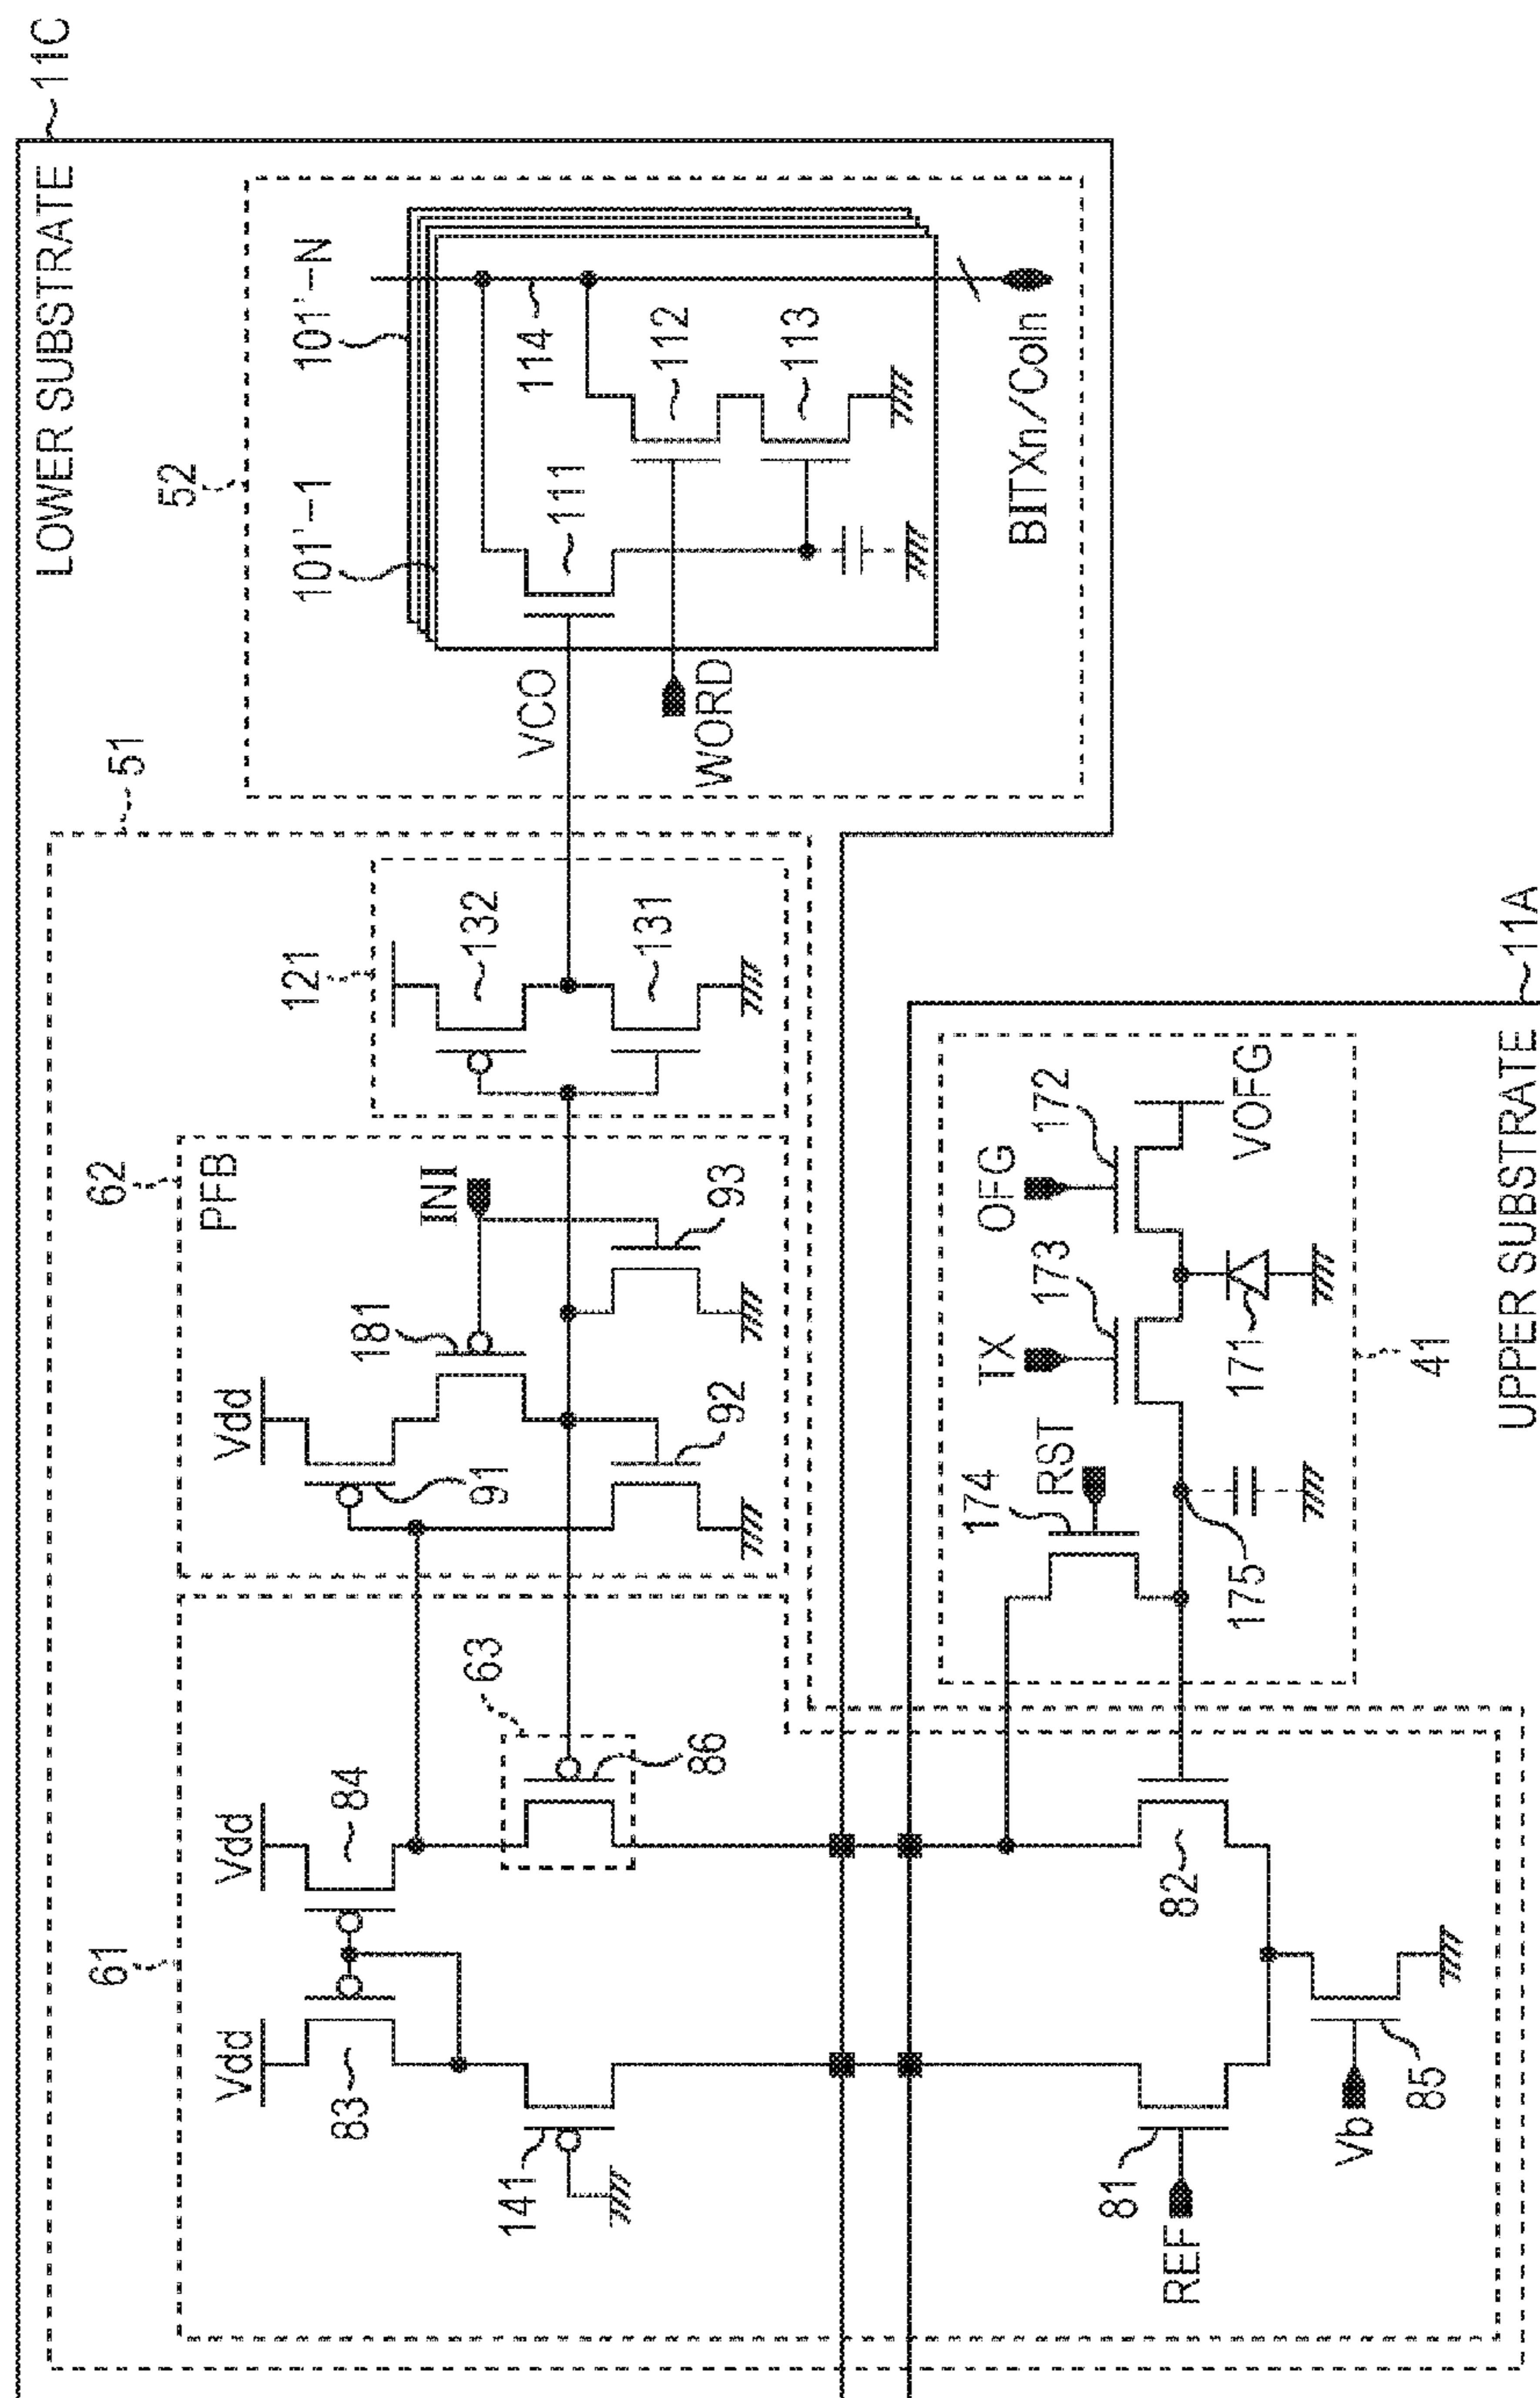 LOWER SUBSTRATE
11C
51
52
101'-1
101'-N
61
62
PFB
121
Vdd
Vdd
Vdd
83
84
91
181
INI
132
VCO
111
114
112
113
WORD
BITXn/Coln
141
63
86
92
93
131
REF
81
82
Vb
85
174
RST
175
TX
173
OFG
172
171
VOFG
41
UPPER SUBSTRATE
11A